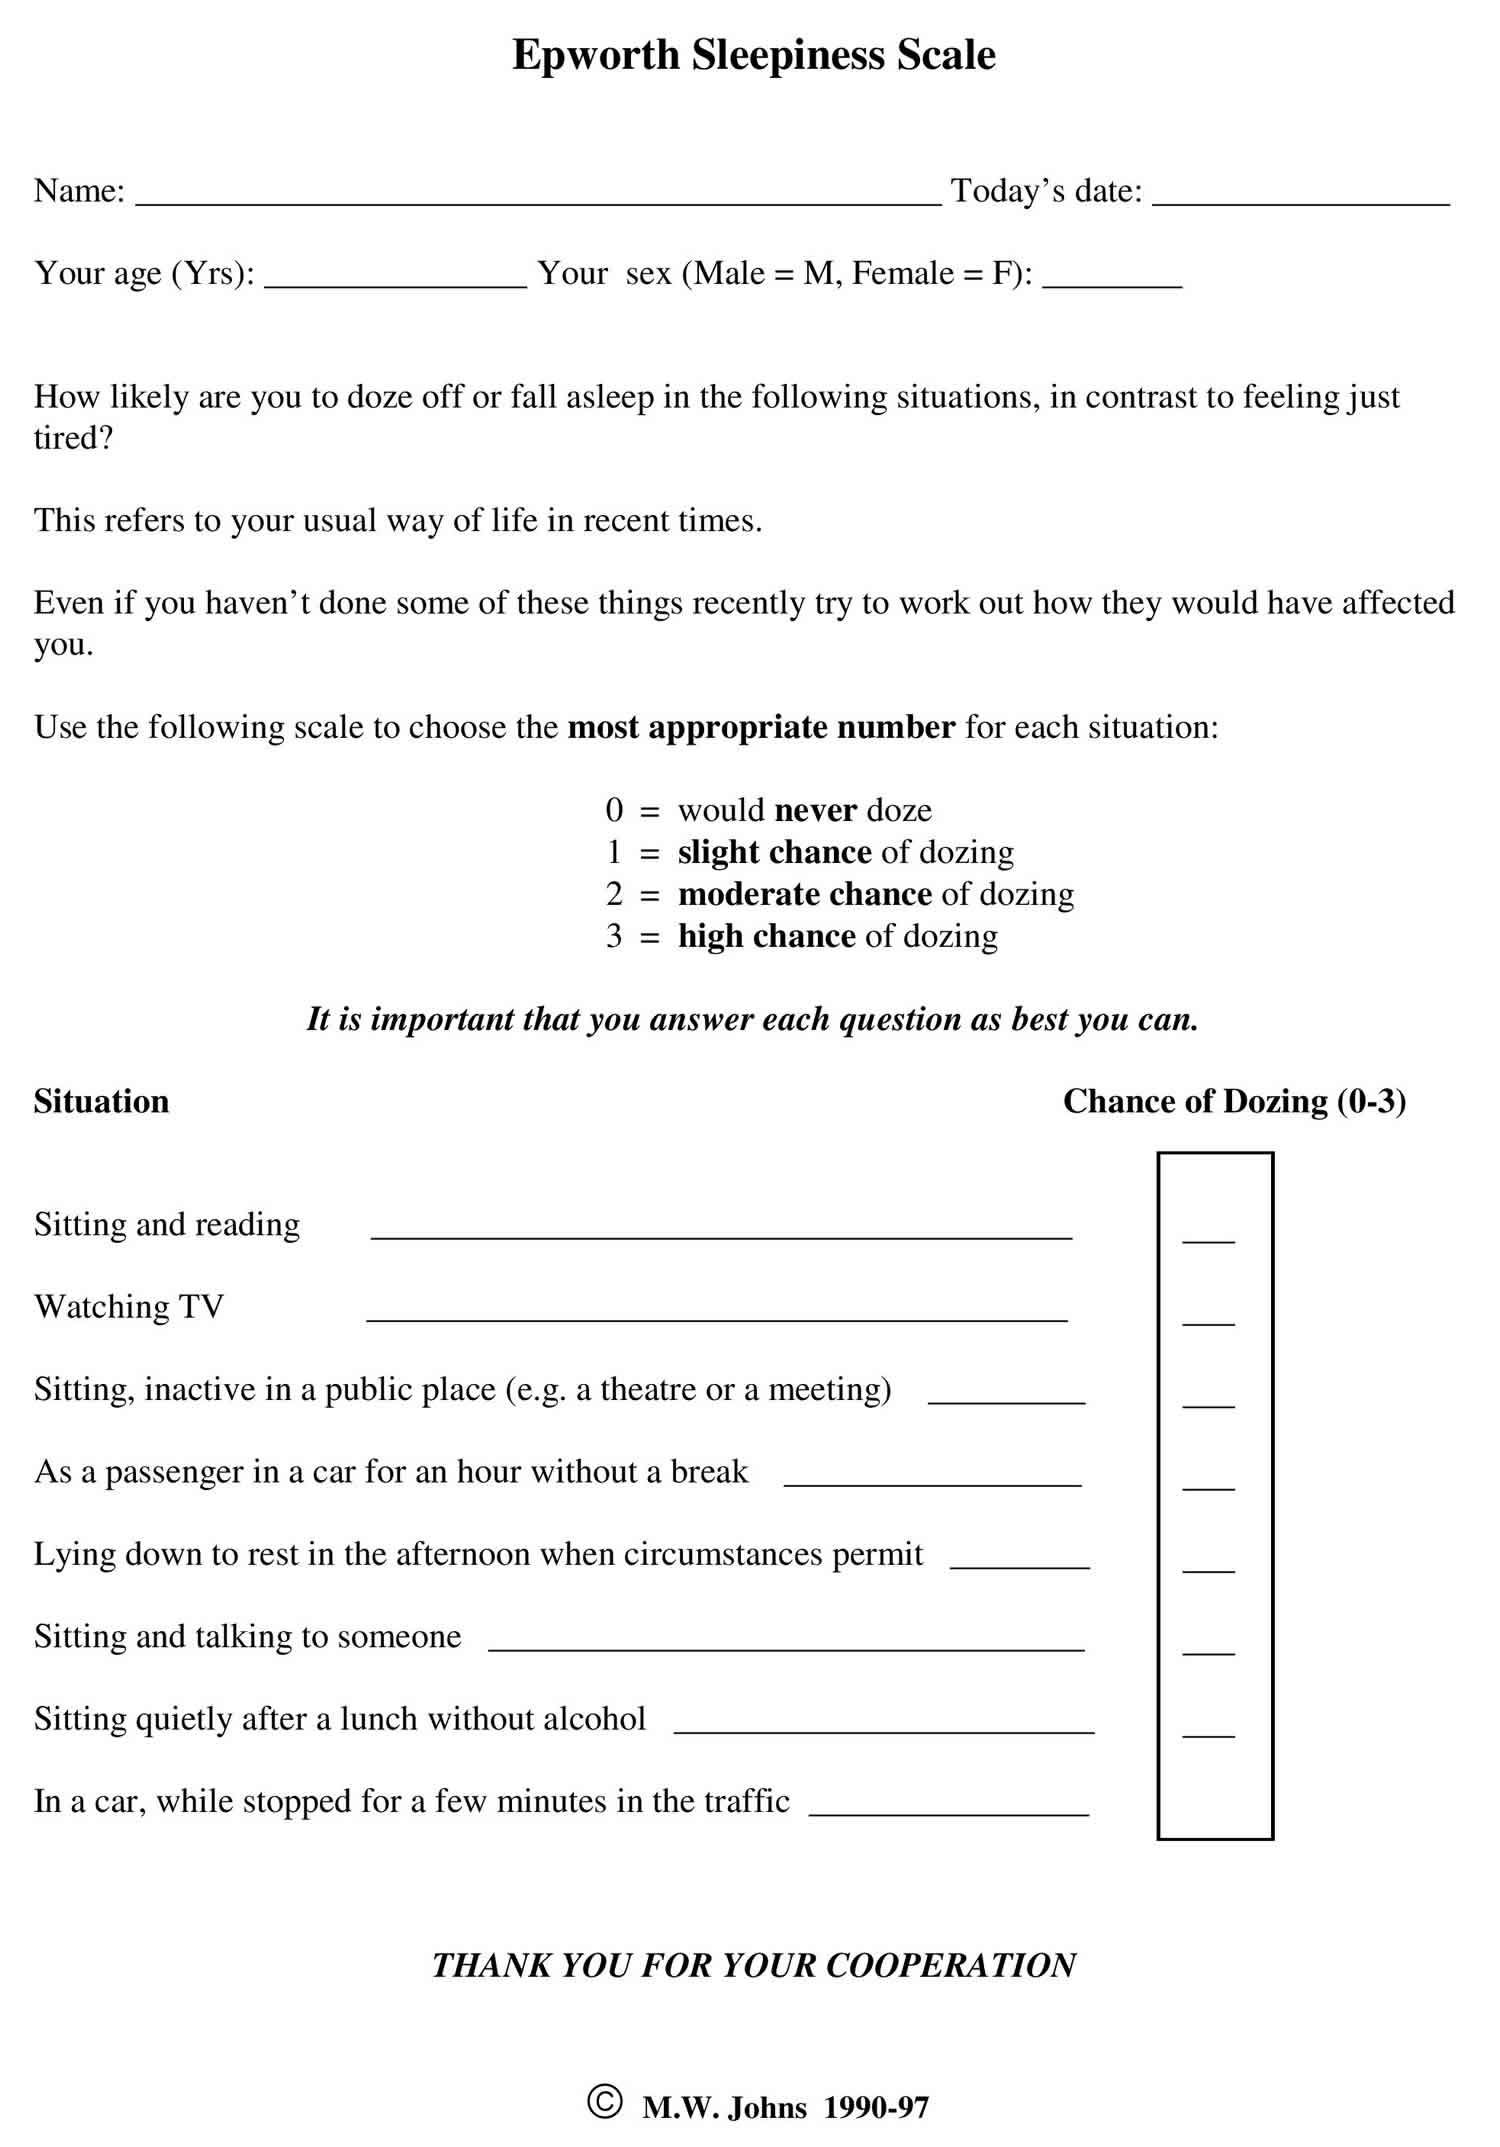 Epworth Sleepiness Scale
Name: ______________________________________________ Today’s date: _________________
Your age (Yrs): _______________ Your  sex (Male = M, Female = F): ________
How likely are you to doze off or fall asleep in the following situations, in contrast to feeling just
tired?
This refers to your usual way of life in recent times.
Even if you haven’t done some of these things recently try to work out how they would have affected
you.
Use the following scale to choose the most appropriate number for each situation:
0 = would never doze
1 = slight chance of dozing
2 = moderate chance of dozing
3 = high chance of dozing
It is important that you answer each question as best you can.
Situation Chance of Dozing (0-3)
Sitting and reading ________________________________________ ___
Watching TV ________________________________________ ___
Sitting, inactive in a public place (e.g. a theatre or a meeting) _________ ___
As a passenger in a car for an hour without a break _________________ ___
Lying down to rest in the afternoon when circumstances permit ________ ___
Sitting and talking to someone __________________________________ ___
Sitting quietly after a lunch without alcohol ________________________ ___
In a car, while stopped for a few minutes in the traffic ________________
THANK YOU FOR YOUR COOPERATION
© M.W. Johns 1990-97